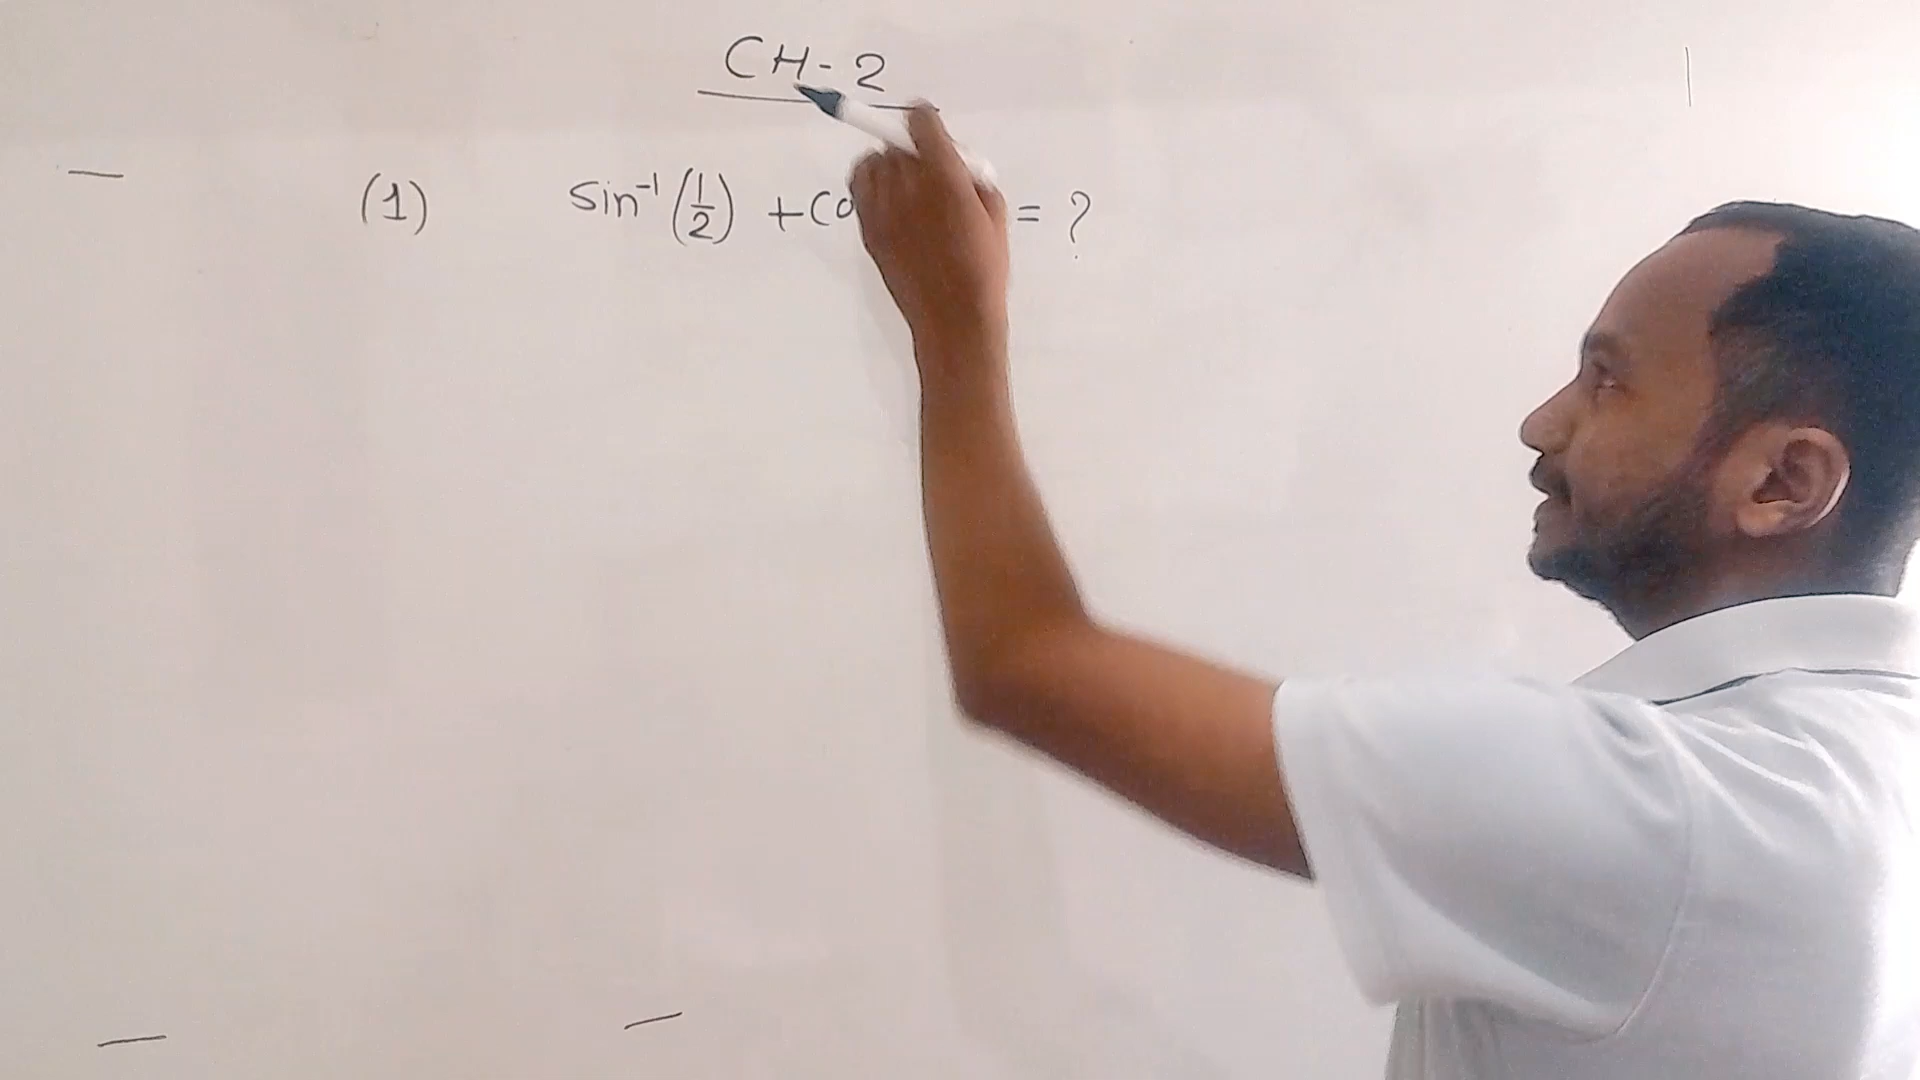 CH-2
(1) Sin⁻¹(1/2) + Co = ?